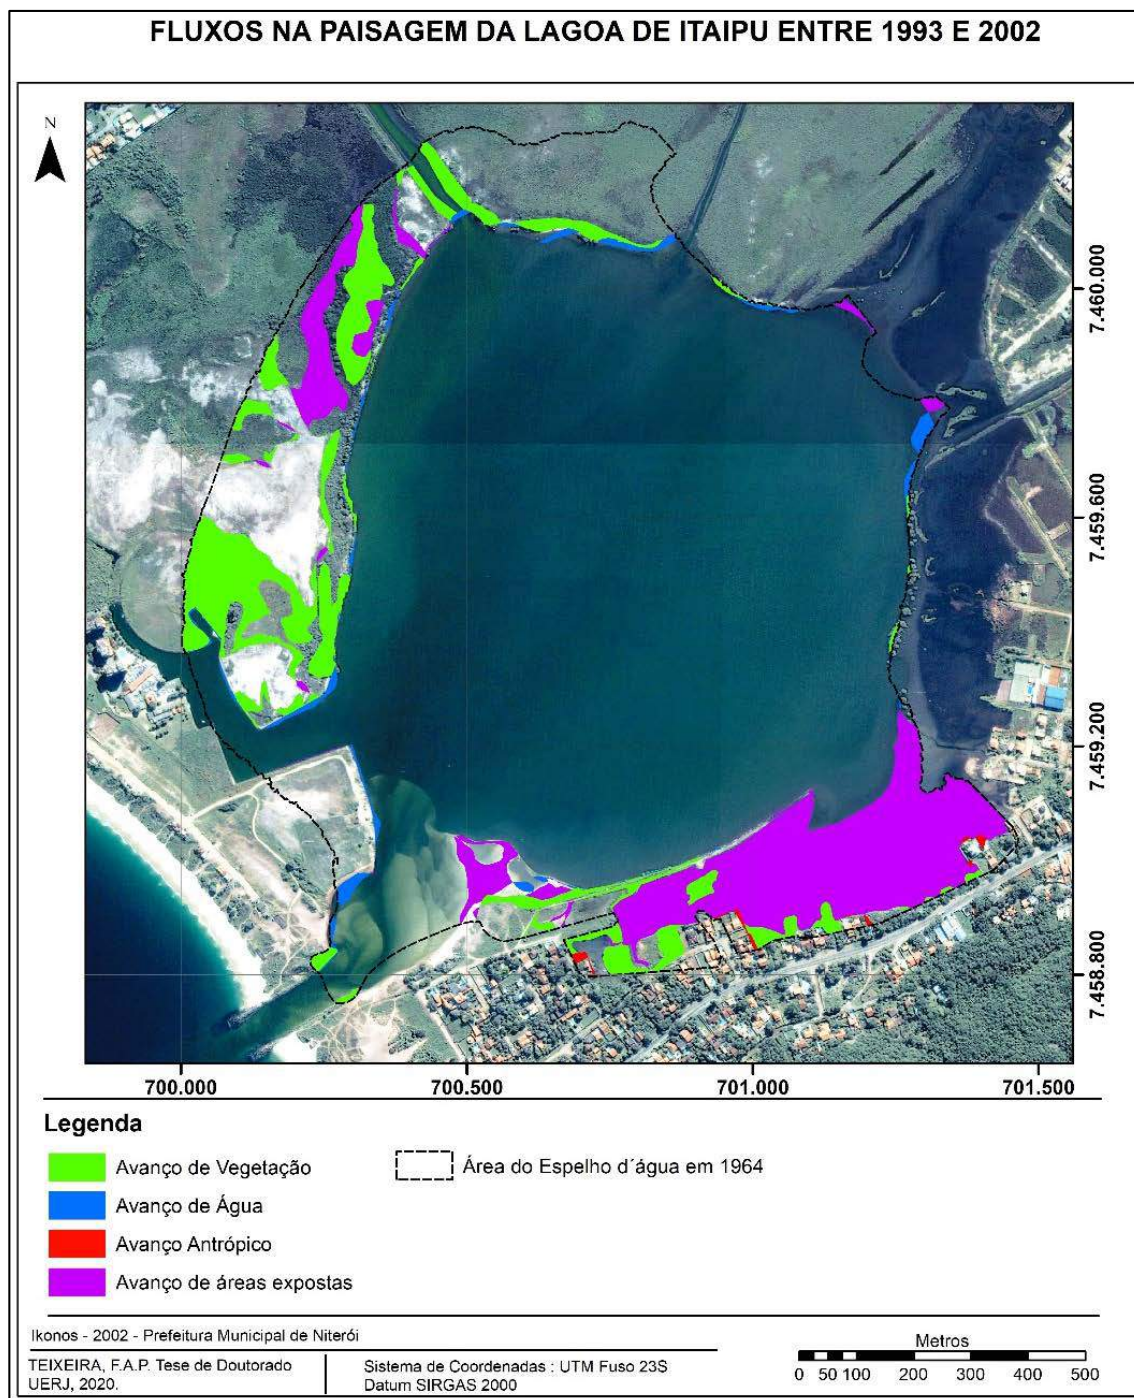 FLUXOS NA PAISAGEM DA LAGOA DE ITAIPU ENTRE 1993 E 2002
N
7.460.000
7.459.600
7.459.200
7.458.800
700.000
700.500
701.000
701.500
Legenda
Avanço de Vegetação
Área do Espelho d´água em 1964
Avanço de Água
Avanço Antrópico
Avanço de áreas expostas
Ikonos - 2002 - Prefeitura Municipal de Niterói
TEIXEIRA, F.A.P. Tese de Doutorado
UERJ, 2020.
Sistema de Coordenadas : UTM Fuso 23S
Datum SIRGAS 2000
Metros
0 50 100 200 300 400 500